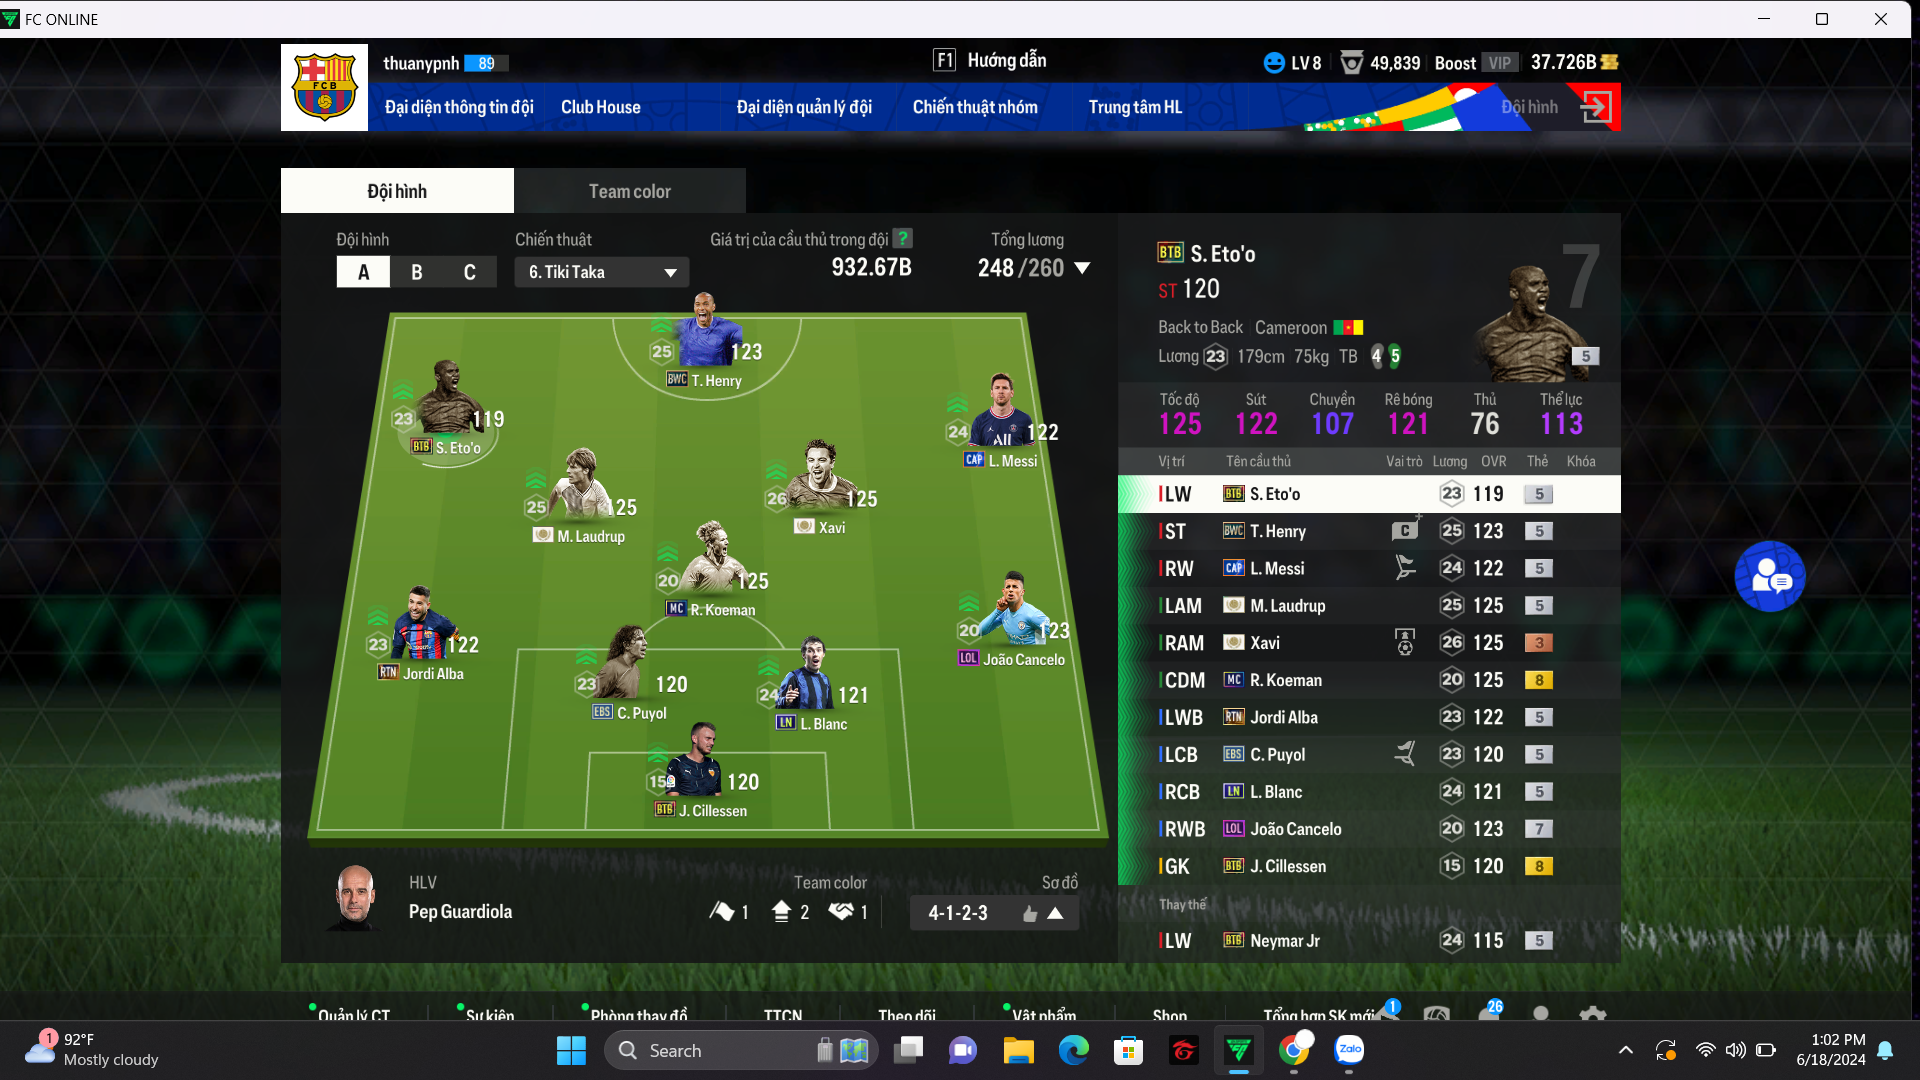 FC ONLINE
thuanypnh 89
F1 Hướng dẫn
LV 8 49,839 Boost VIP 37.726B
FCB
Đại diện thông tin đội Club House Đại diện quản lý đội Chiến thuật nhóm Trung tâm HL Đội hình
Đội hình Team color
Đội hình Chiến thuật Giá trị của cầu thủ trong đội ? Tổng lương
A B C 6. Tiki Taka 932.67B 248 /260
25 123
BWC T. Henry
23 119
BTB S. Eto'o
24 122
CAP L. Messi
25 125
M. Laudrup
26 125
Xavi
20 125
MC R. Koeman
23 122
RTN Jordi Alba
20 123
LOL João Cancelo
23 120
EBS C. Puyol
24 121
LN L. Blanc
15 120
BTB J. Cillessen
HLV
Pep Guardiola
Team color
1 2 1
Sơ đồ
4-1-2-3
BTB S. Eto'o
7
ST 120
Back to Back Cameroon
Lương 23 179cm 75kg TB 4 5
5
Tốc độ Sút Chuyền Rê bóng Thủ Thể lực
125 122 107 121 76 113
Vị trí Tên cầu thủ Vai trò Lương OVR Thẻ Khóa
LW BTB S. Eto'o 23 119 5
ST BWC T. Henry C 25 123 5
RW CAP L. Messi 24 122 5
LAM M. Laudrup 25 125 5
RAM Xavi 26 125 3
CDM MC R. Koeman 20 125 8
LWB RTN Jordi Alba 23 122 5
LCB EBS C. Puyol 23 120 5
RCB LN L. Blanc 24 121 5
RWB LOL João Cancelo 20 123 7
GK BTB J. Cillessen 15 120 8
Thay thế
LW BTB Neymar Jr 24 115 5
Quản lý CT Sự kiện Phòng thay đồ TTCN Theo dõi Vật phẩm Shop Tổng hợp SK mới 1 26
1 92°F
Mostly cloudy
Search
Zalo
1:02 PM
6/18/2024